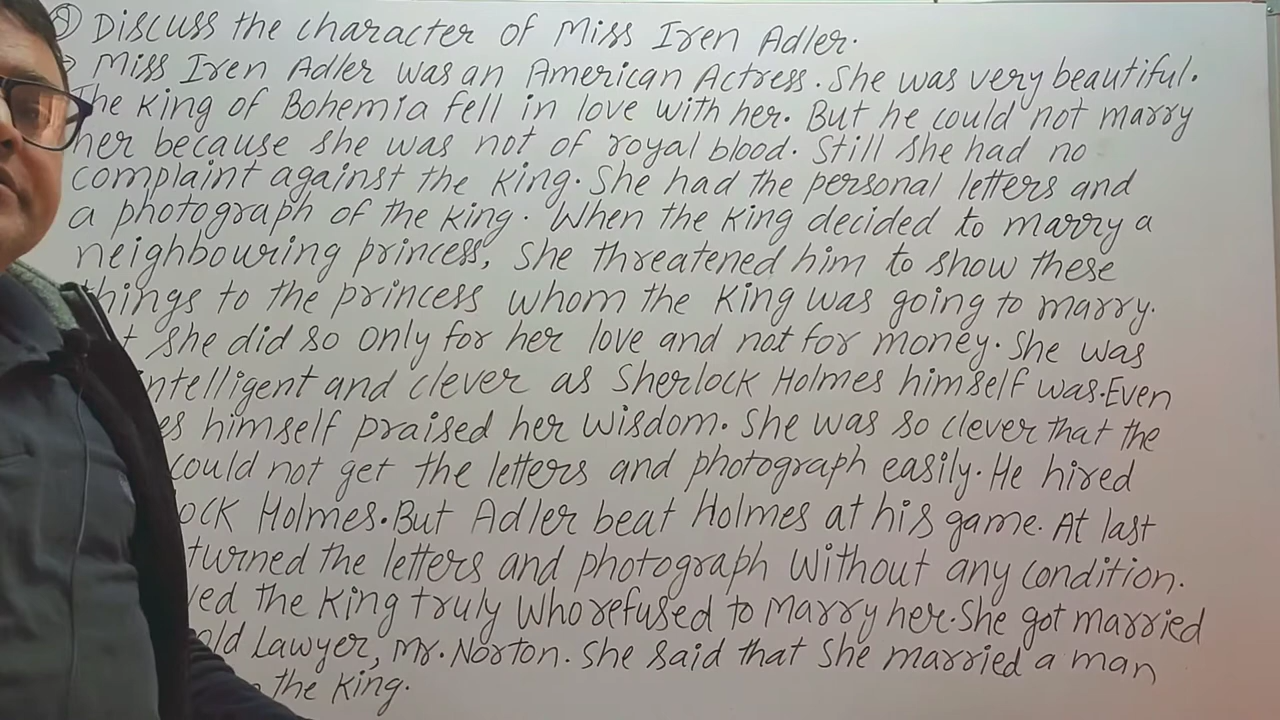 Q) Discuss the character of Miss Iren Adler.
Miss Iren Adler was an American Actress. She was very beautiful.
The King of Bohemia fell in love with her. But he could not marry
her because she was not of royal blood. Still she had no
complaint against the King. She had the personal letters and
a photograph of the King. When the King decided to marry a
neighbouring princess, she threatened him to show these
things to the princess whom the King was going to marry.
she did so only for her love and not for money. She was
intelligent and clever as Sherlock Holmes himself was. Even
himself praised her wisdom. She was so clever that the
could not get the letters and photograph easily. He hired
Holmes. But Adler beat Holmes at his game. At last
the letters and photograph without any condition.
the King truly who refused to Marry her. She got married
Lawyer, Mr. Norton. She said that she married a man
the King.